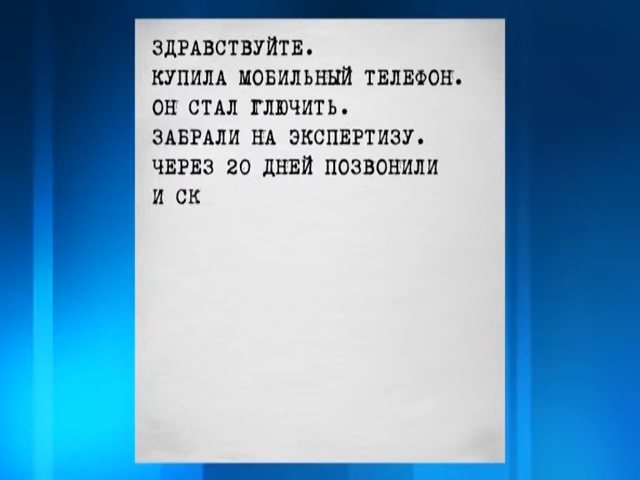 ЗДРАВСТВУЙТЕ.
КУПИЛА МОБИЛЬНЫЙ ТЕЛЕФОН.
ОН СТАЛ ГЛЮЧИТЬ.
ЗАБРАЛИ НА ЭКСПЕРТИЗУ.
ЧЕРЕЗ 20 ДНЕЙ ПОЗВОНИЛИ
И СК